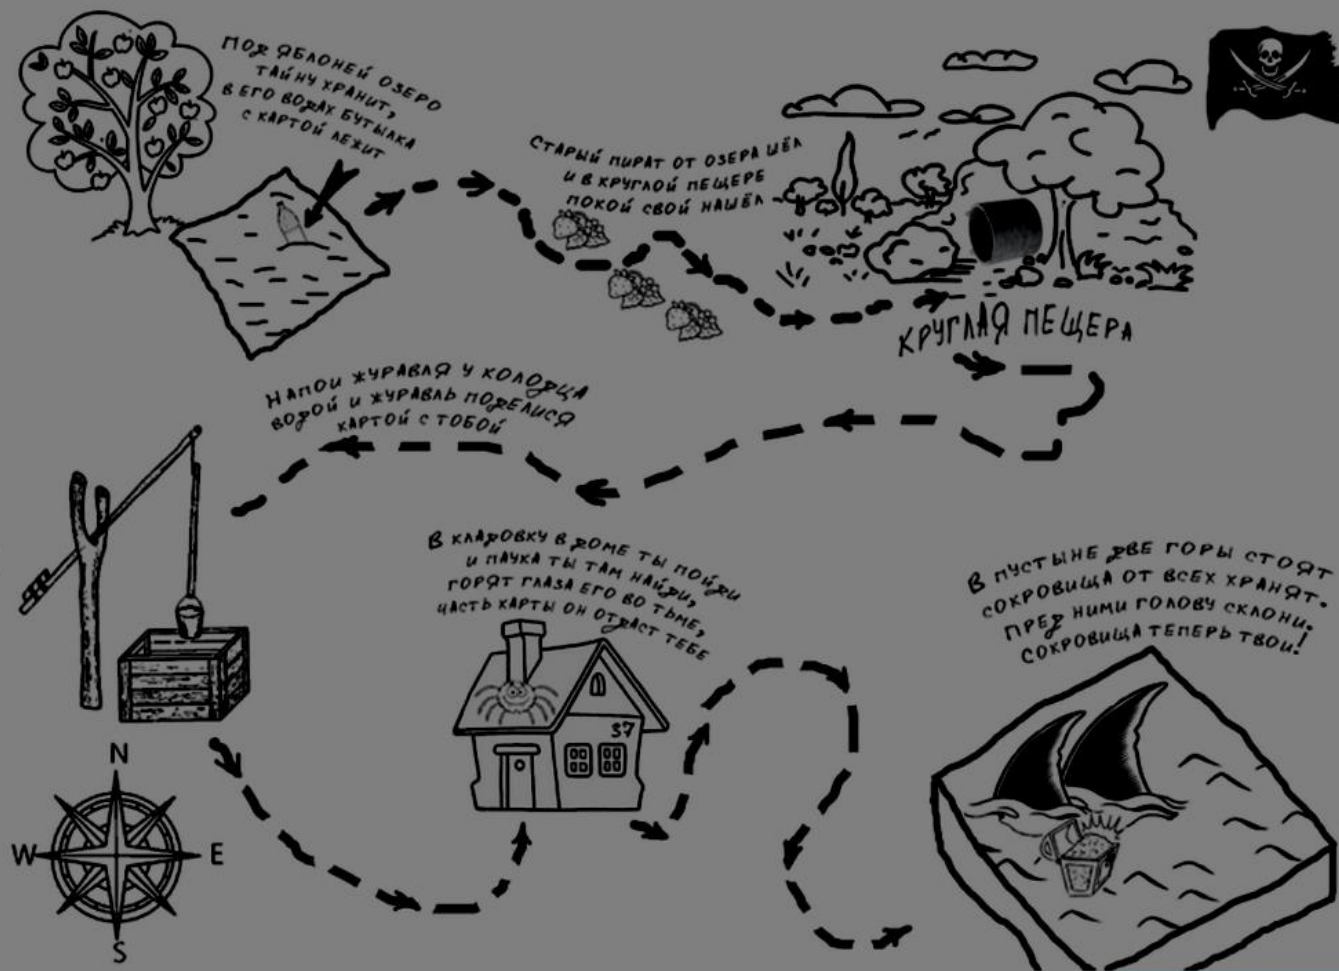 ПОД ЯБЛОНЕЙ ОЗЕРО
ТАЙНУ ХРАНИТ,
В ЕГО ВОДАХ БУТЫЛКА
С КАРТОЙ ЛЕЖИТ
СТАРЫЙ ПИРАТ ОТ ОЗЕРА ШЁЛ
И В КРУГЛОЙ ПЕЩЕРЕ
ПОКОЙ СВОЙ НАШЁЛ
КРУГЛАЯ ПЕЩЕРА
НАПОИ ЖУРАВЛЯ У КОЛОДЦА
ВОДОЙ И ЖУРАВЛЬ ПОДЕЛИСЯ
КАРТОЙ С ТОБОЙ
В КЛАДОВКУ В ДОМЕ ТЫ ПОЙДИ
И ПАУКА ТЫ ТАМ НАЙДИ,
ГОРЯТ ГЛАЗА ЕГО ВО ТЬМЕ,
ЧАСТЬ КАРТЫ ОН ОТДАСТ ТЕБЕ
37
В ПУСТЫНЕ ДВЕ ГОРЫ СТОЯТ
СОКРОВИЩА ОТ ВСЕХ ХРАНЯТ.
ПРЕД НИМИ ГОЛОВУ СКЛОНИ.
СОКРОВИЩА ТЕПЕРЬ ТВОИ!
N
W E
S